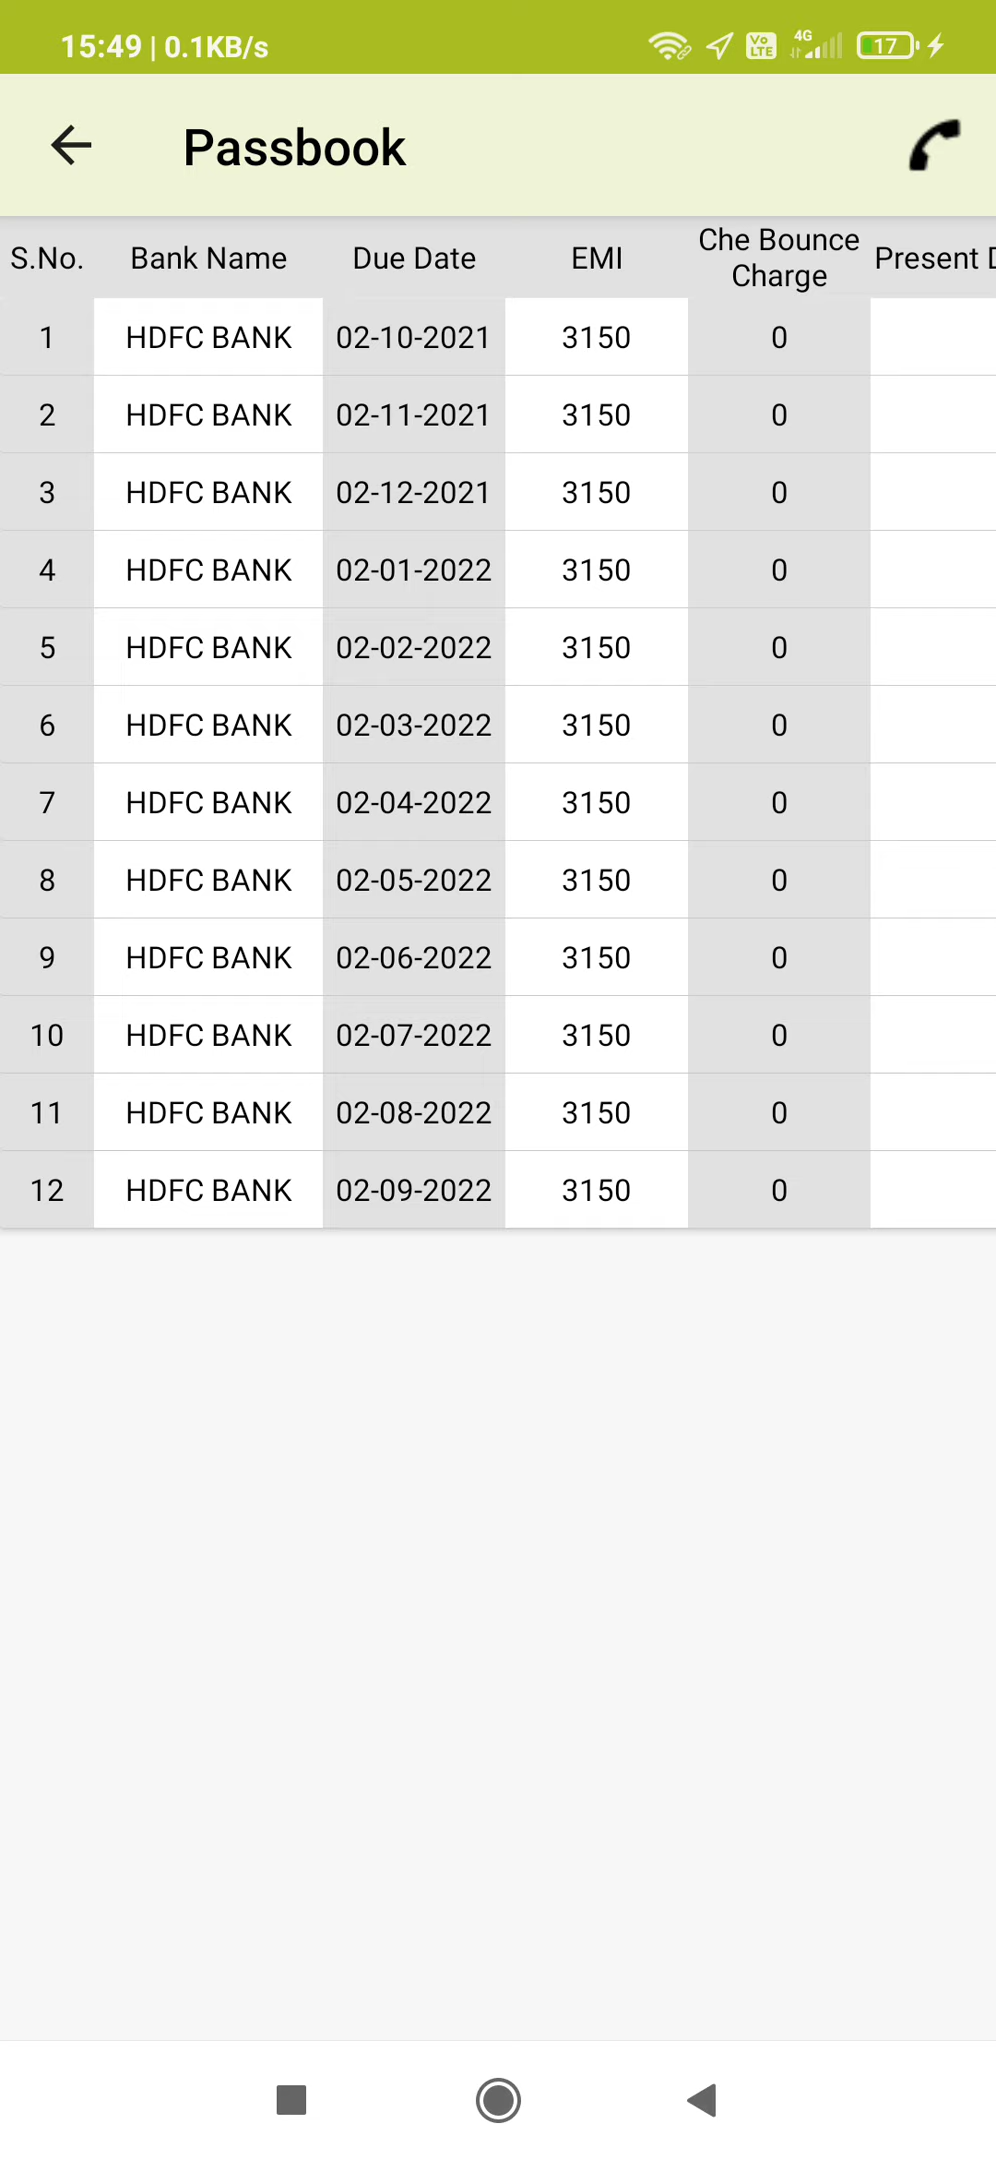 15:49 | 0.1KB/s
Vo LTE 4G 17
Passbook
S.No. Bank Name Due Date EMI Che Bounce Charge Present D
1 HDFC BANK 02-10-2021 3150 0
2 HDFC BANK 02-11-2021 3150 0
3 HDFC BANK 02-12-2021 3150 0
4 HDFC BANK 02-01-2022 3150 0
5 HDFC BANK 02-02-2022 3150 0
6 HDFC BANK 02-03-2022 3150 0
7 HDFC BANK 02-04-2022 3150 0
8 HDFC BANK 02-05-2022 3150 0
9 HDFC BANK 02-06-2022 3150 0
10 HDFC BANK 02-07-2022 3150 0
11 HDFC BANK 02-08-2022 3150 0
12 HDFC BANK 02-09-2022 3150 0